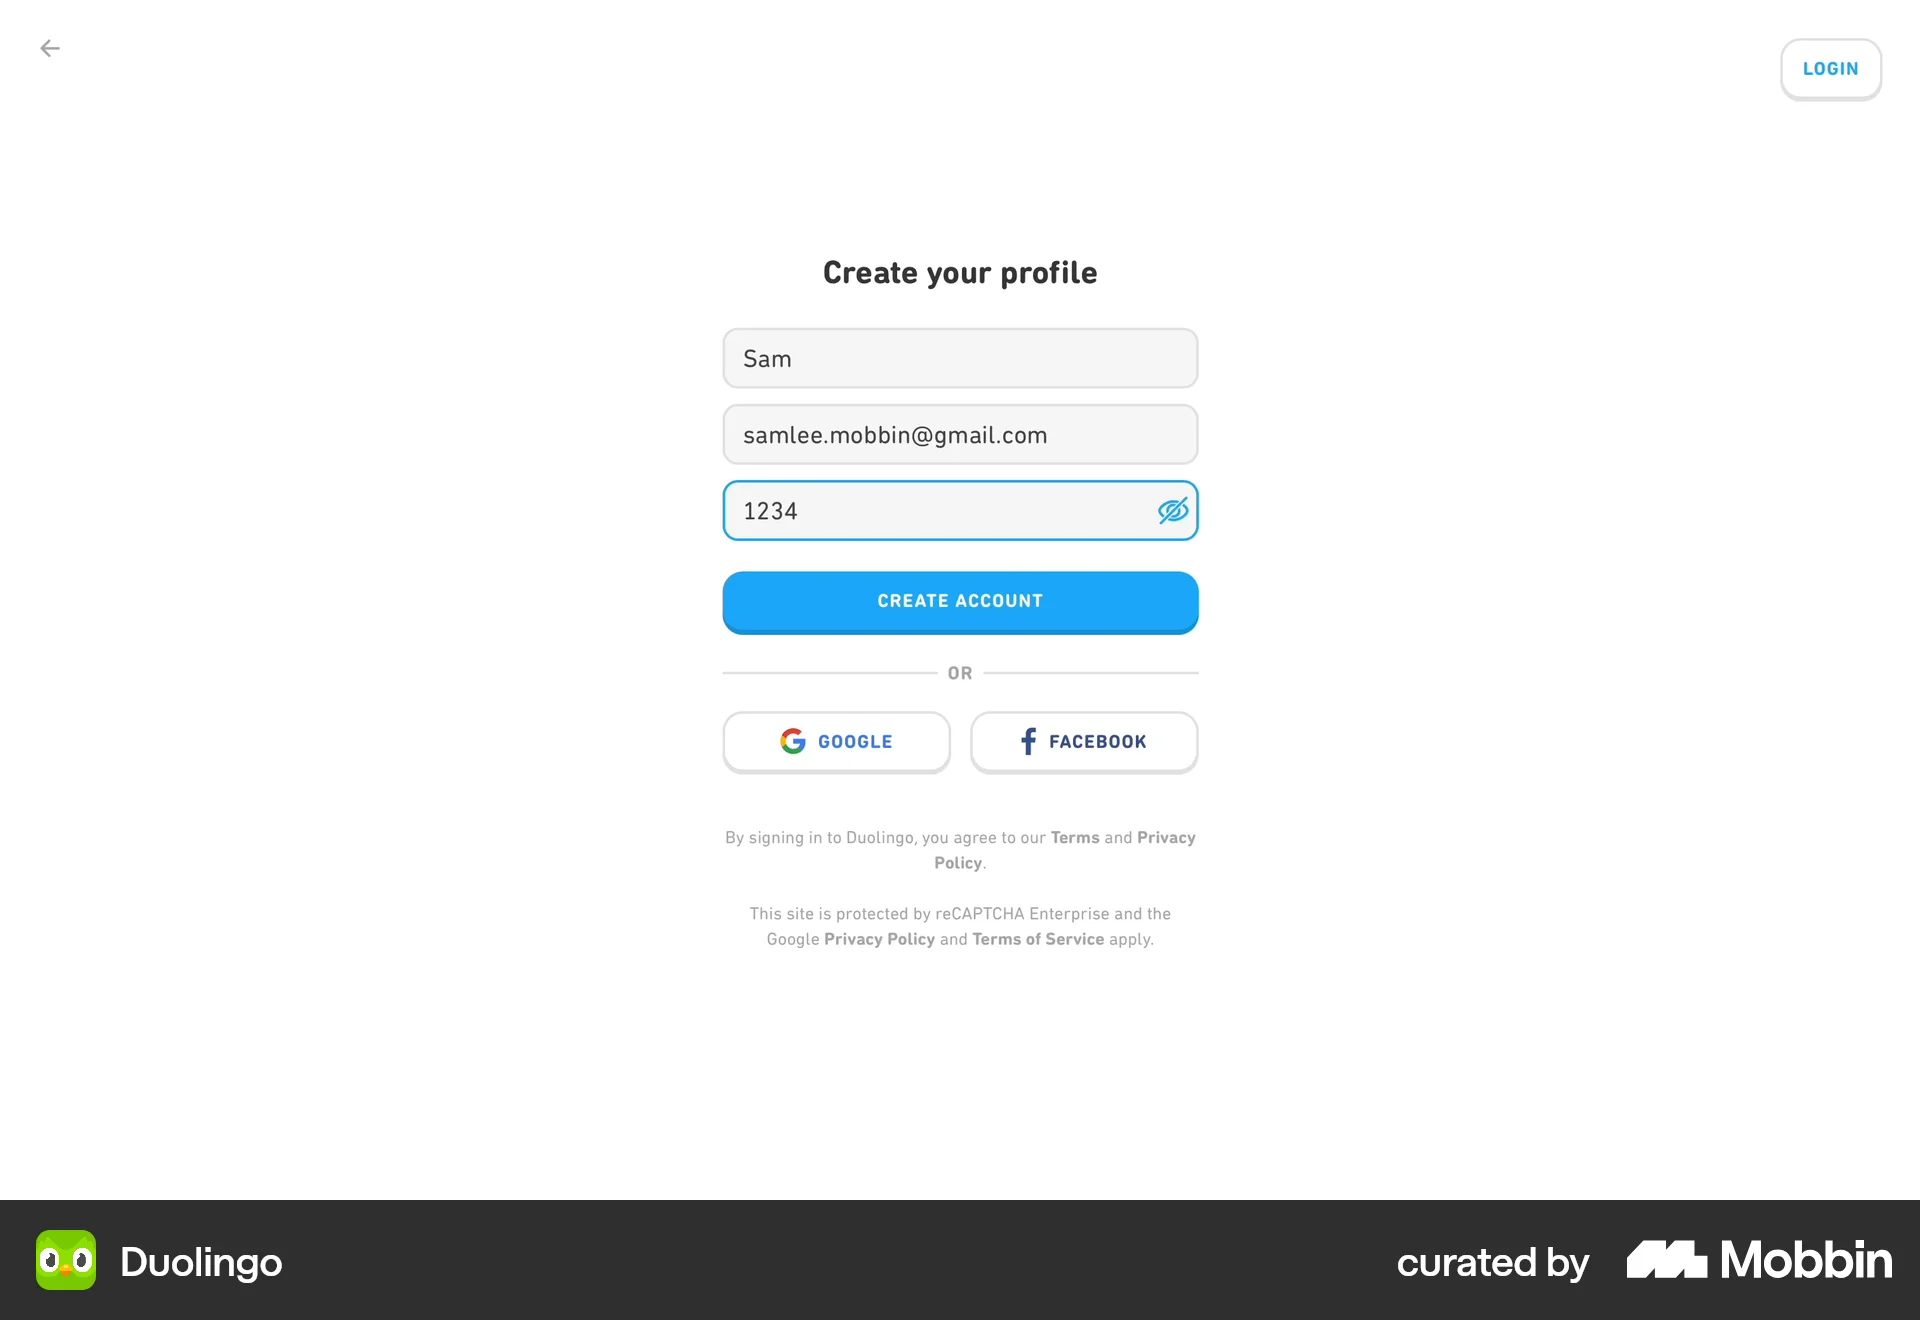 LOGIN
Create your profile
Sam
samlee.mobbin@gmail.com
1234
CREATE ACCOUNT
OR
GOOGLE
FACEBOOK
By signing in to Duolingo, you agree to our Terms and Privacy
Policy.
This site is protected by reCAPTCHA Enterprise and the
Google Privacy Policy and Terms of Service apply.
Duolingo
curated by Mobbin